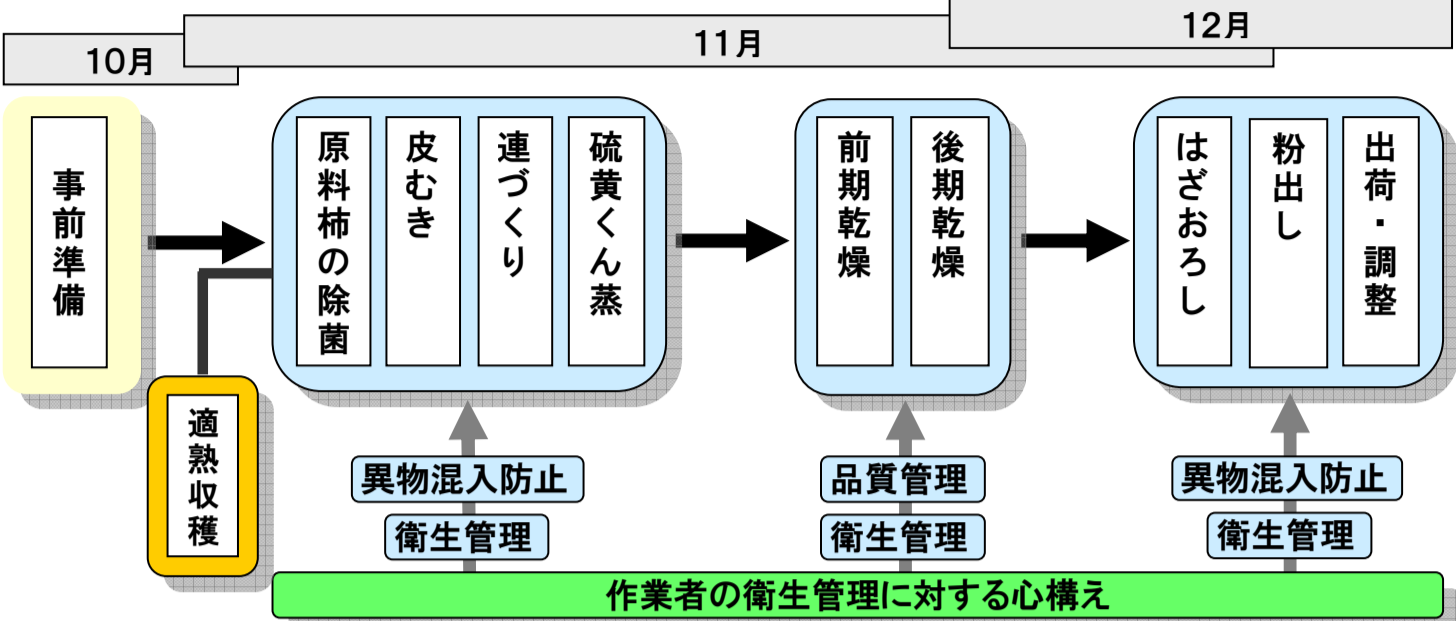 10月
11月
12月
事前準備
適熟収穫
原料柿の除菌
皮むき
連づくり
硫黄くん蒸
前期乾燥
後期乾燥
はざおろし
粉出し
出荷・調整
異物混入防止
衛生管理
品質管理
衛生管理
異物混入防止
衛生管理
作業者の衛生管理に対する心構え